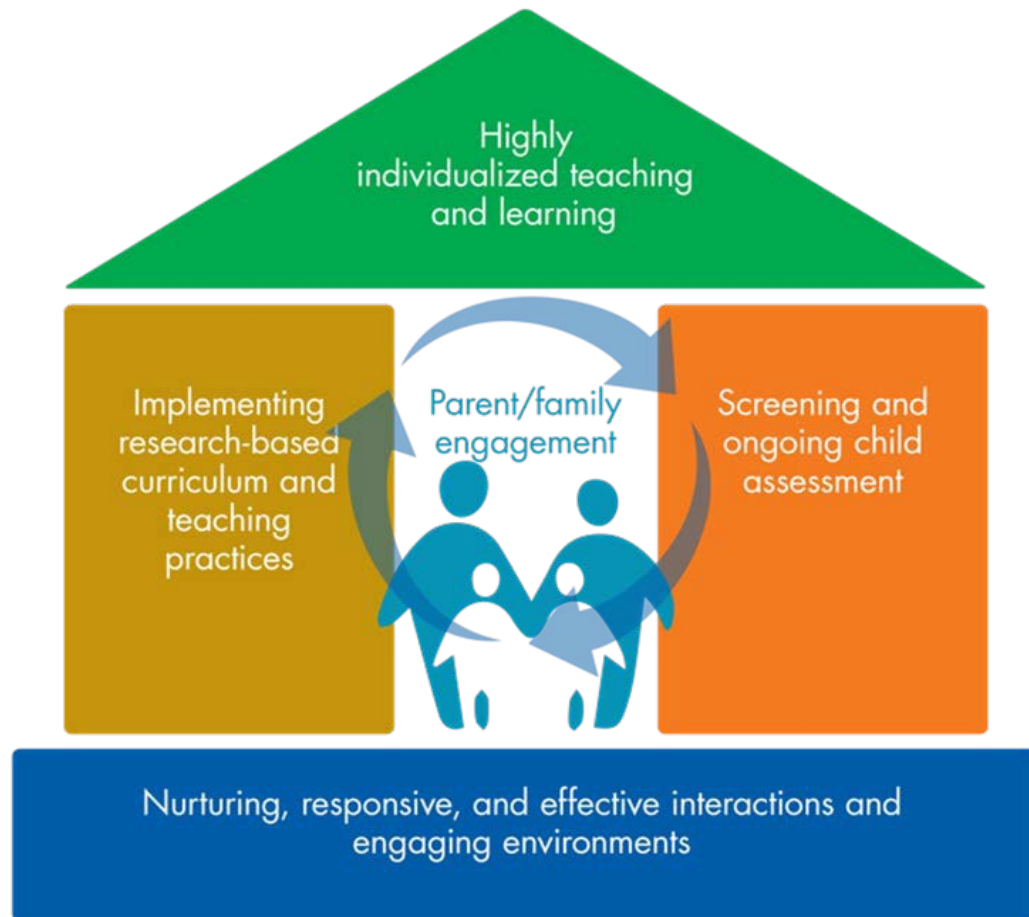 Highly
individualized teaching
and learning
Implementing
research-based
curriculum and
teaching
practices
Parent/family
engagement
Screening and
ongoing child
assessment
Nurturing, responsive, and effective interactions and
engaging environments